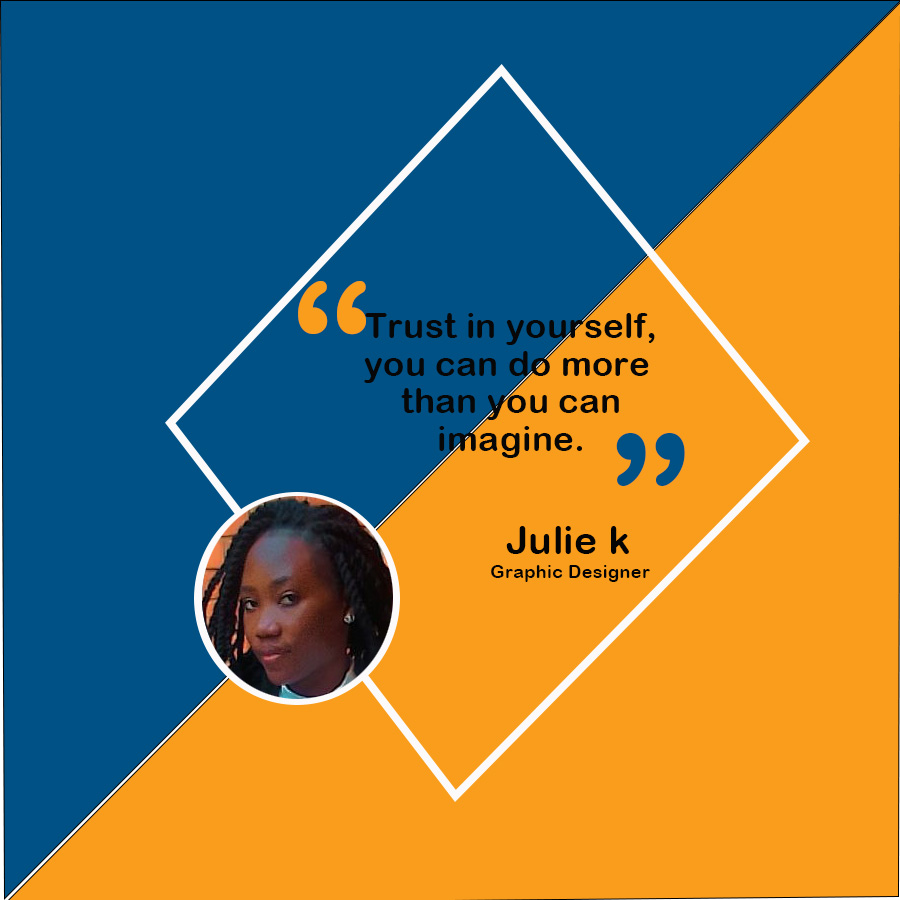 “Trust in yourself,
you can do more
than you can
imagine.
”
Julie k
Graphic Designer